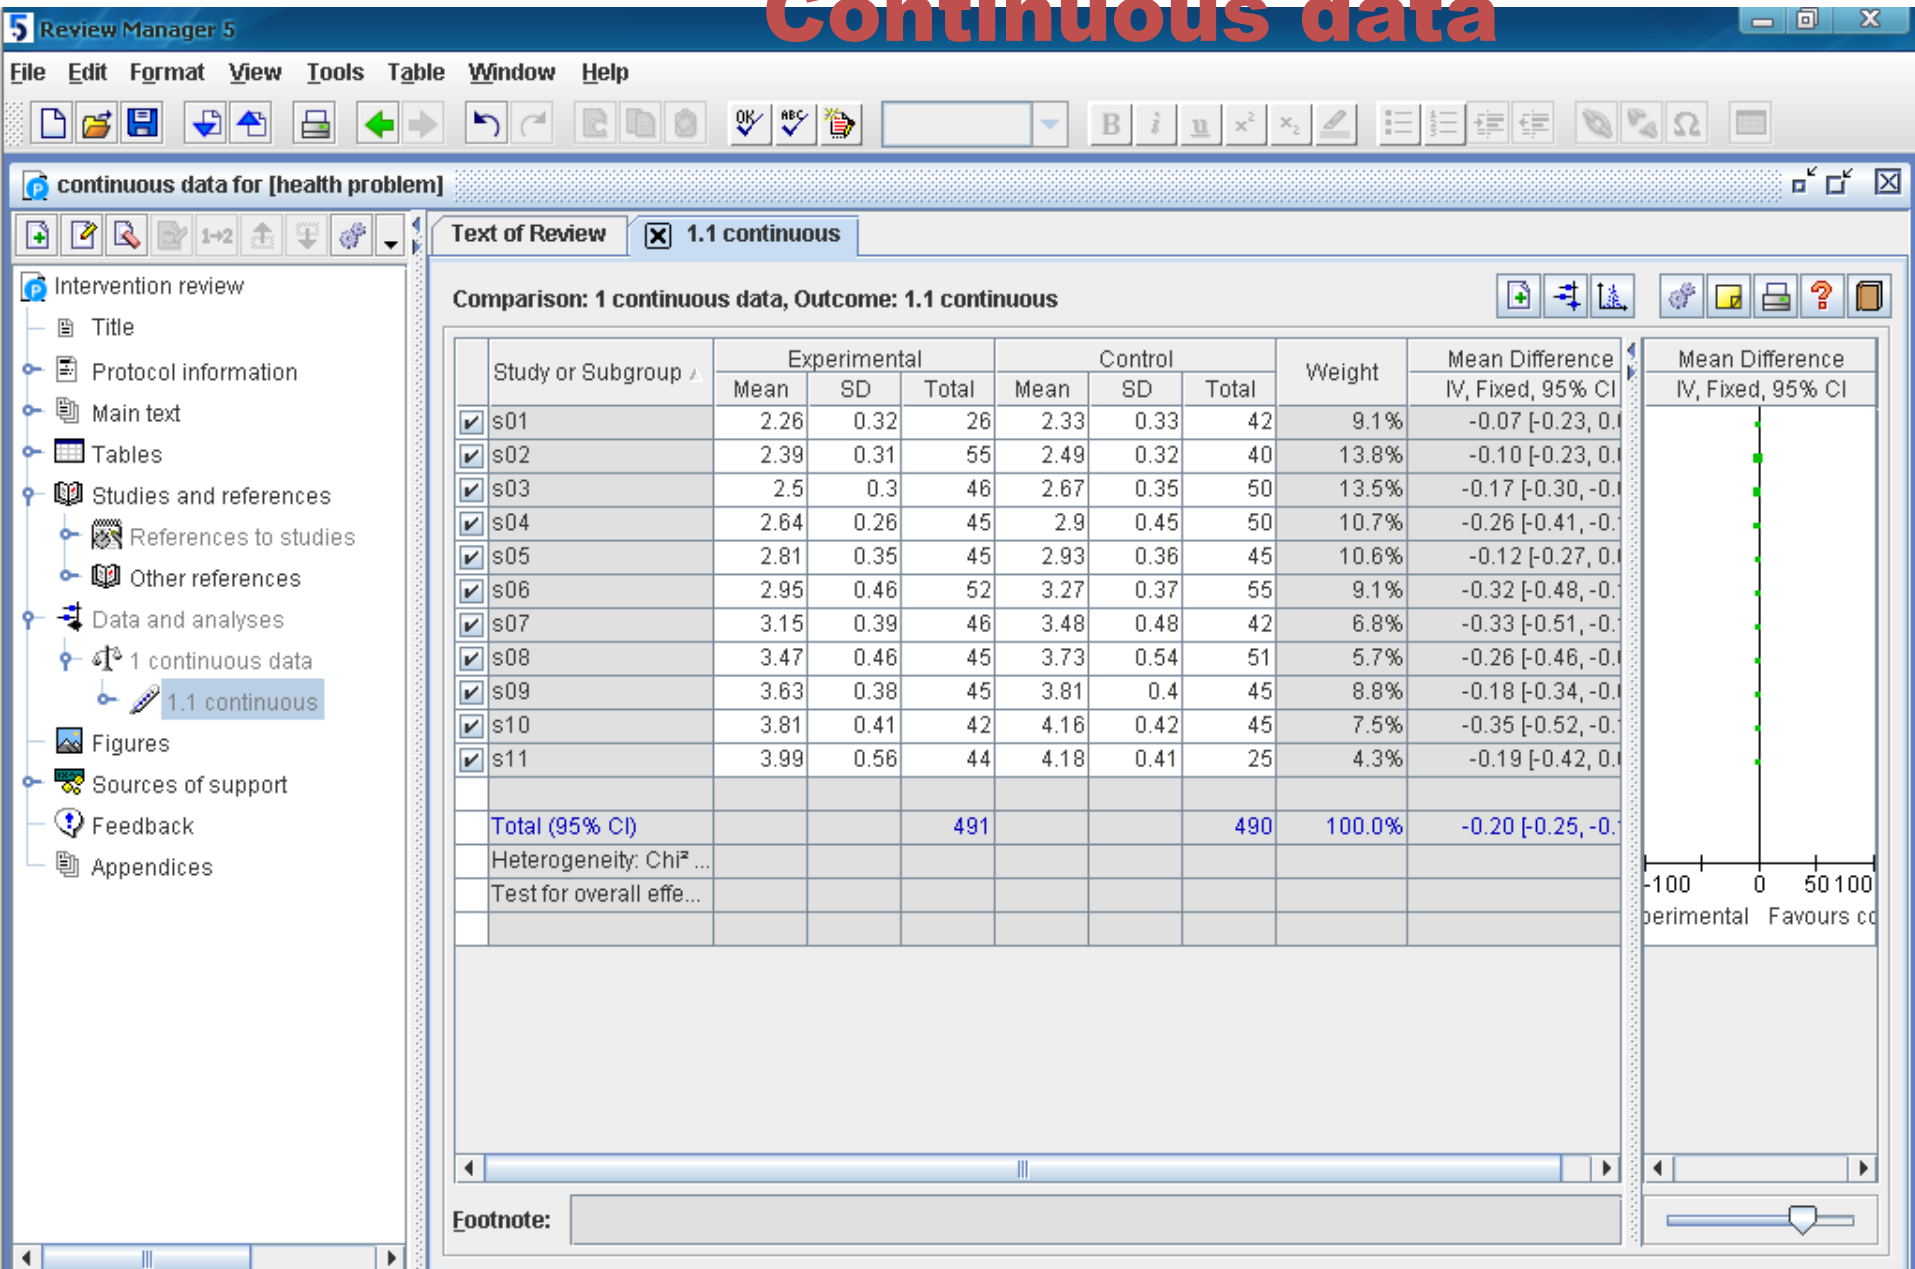 Continuous data
5 Review Manager 5
File Edit Format View Tools Table Window Help
continuous data for [health problem]
Text of Review 1.1 continuous
Intervention review
Title
Protocol information
Main text
Tables
Studies and references
References to studies
Other references
Data and analyses
1 continuous data
1.1 continuous
Figures
Sources of support
Feedback
Appendices
Comparison: 1 continuous data, Outcome: 1.1 continuous
Study or Subgroup Experimental Control Weight Mean Difference Mean Difference
Mean SD Total Mean SD Total IV, Fixed, 95% CI IV, Fixed, 95% CI
s01 2.26 0.32 26 2.33 0.33 42 9.1% -0.07 [-0.23, 0.
s02 2.39 0.31 55 2.49 0.32 40 13.8% -0.10 [-0.23, 0.
s03 2.5 0.3 46 2.67 0.35 50 13.5% -0.17 [-0.30, -0.
s04 2.64 0.26 45 2.9 0.45 50 10.7% -0.26 [-0.41, -0.
s05 2.81 0.35 45 2.93 0.36 45 10.6% -0.12 [-0.27, 0.
s06 2.95 0.46 52 3.27 0.37 55 9.1% -0.32 [-0.48, -0.
s07 3.15 0.39 46 3.48 0.48 42 6.8% -0.33 [-0.51, -0.
s08 3.47 0.46 45 3.73 0.54 51 5.7% -0.26 [-0.46, -0.
s09 3.63 0.38 45 3.81 0.4 45 8.8% -0.18 [-0.34, -0.
s10 3.81 0.41 42 4.16 0.42 45 7.5% -0.35 [-0.52, -0.
s11 3.99 0.56 44 4.18 0.41 25 4.3% -0.19 [-0.42, 0.
Total (95% CI) 491 490 100.0% -0.20 [-0.25, -0.
Heterogeneity: Chi² ...
Test for overall effe...
-100 0 50 100
perimental Favours co
Footnote: